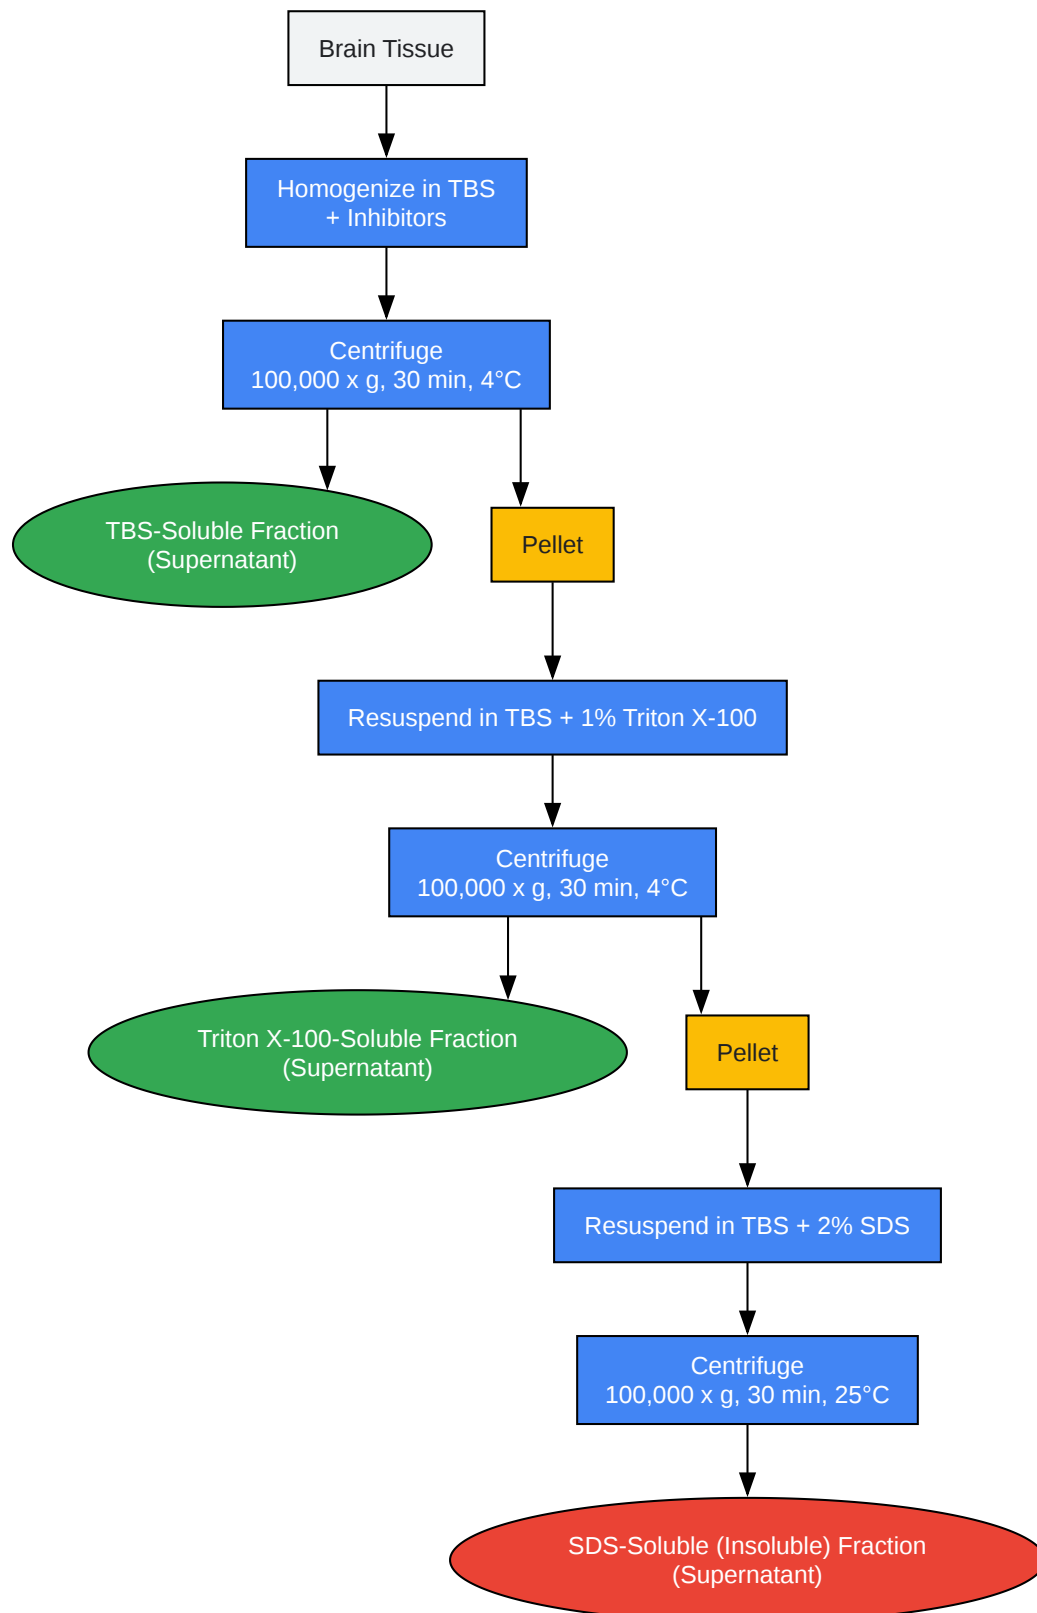 Brain Tissue
Homogenize in TBS
+ Inhibitors
Centrifuge
100,000 x g, 30 min, 4°C
TBS-Soluble Fraction
(Supernatant)
Pellet
Resuspend in TBS + 1% Triton X-100
Centrifuge
100,000 x g, 30 min, 4°C
Triton X-100-Soluble Fraction
(Supernatant)
Pellet
Resuspend in TBS + 2% SDS
Centrifuge
100,000 x g, 30 min, 25°C
SDS-Soluble (Insoluble) Fraction
(Supernatant)